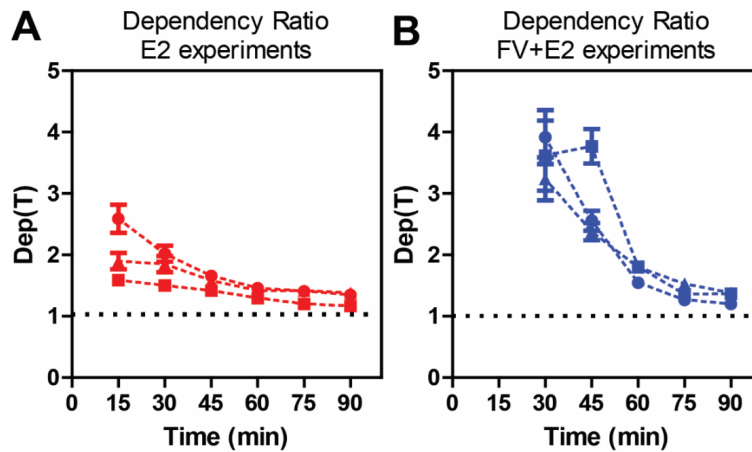 A
Dependency Ratio
E2 experiments
5
4
3
2
1
0
Dep(T)
0 15 30 45 60 75 90
Time (min)
B
Dependency Ratio
FV+E2 experiments
5
4
3
2
1
0
Dep(T)
0 15 30 45 60 75 90
Time (min)